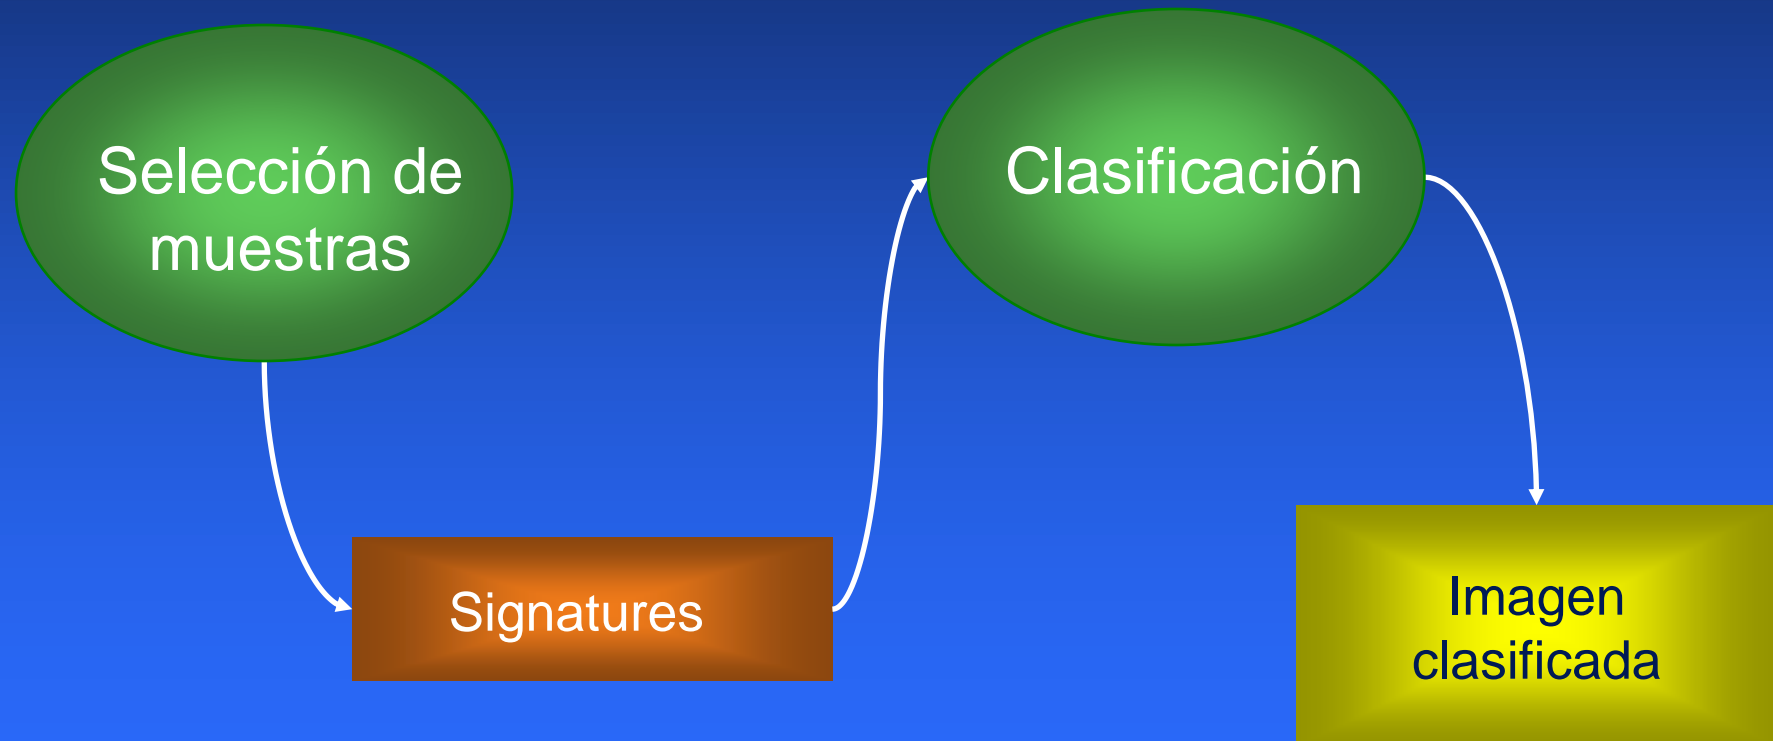 Selección de
muestras
Clasificación
Signatures
Imagen
clasificada